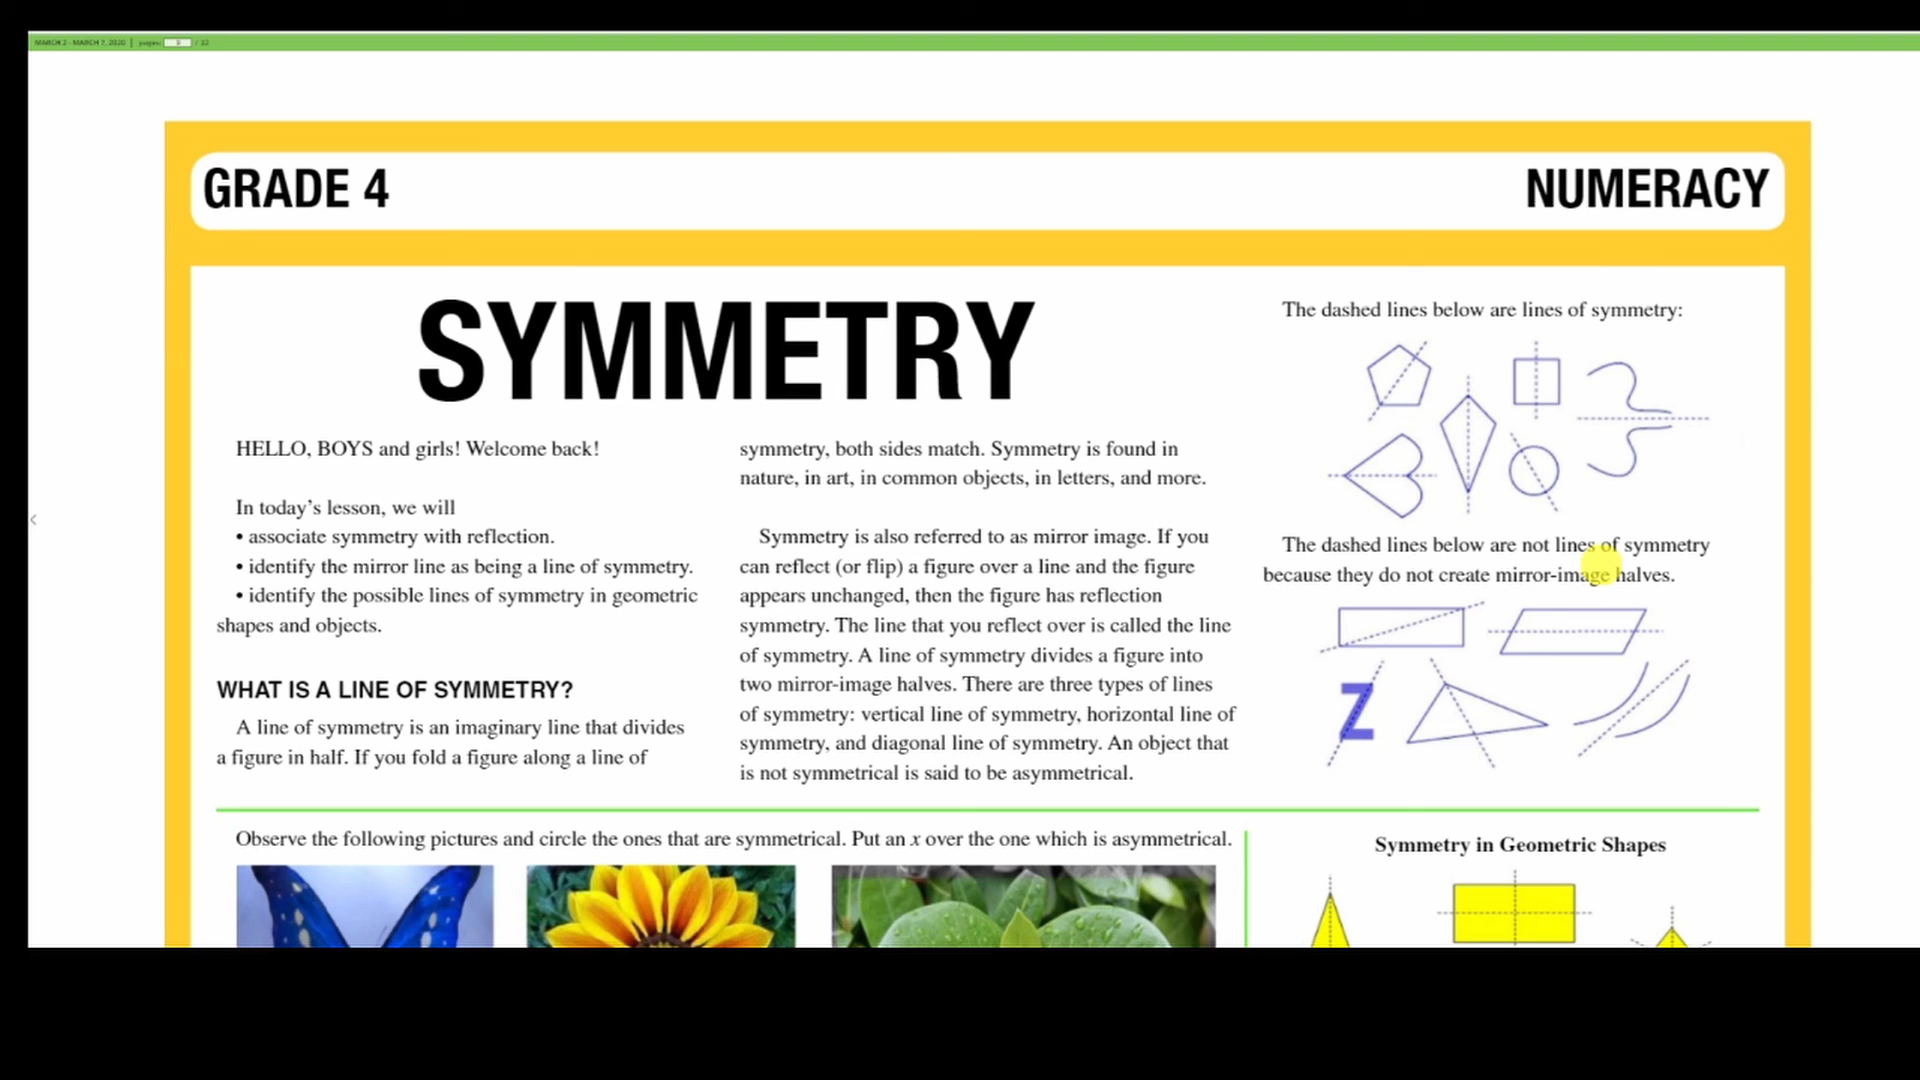 MARCH 2 - MARCH 7, 2020 | pages: / 32
GRADE 4
NUMERACY
SYMMETRY
HELLO, BOYS and girls! Welcome back!
In today’s lesson, we will
• associate symmetry with reflection.
• identify the mirror line as being a line of symmetry.
• identify the possible lines of symmetry in geometric
shapes and objects.
WHAT IS A LINE OF SYMMETRY?
A line of symmetry is an imaginary line that divides
a figure in half. If you fold a figure along a line of
symmetry, both sides match. Symmetry is found in
nature, in art, in common objects, in letters, and more.
Symmetry is also referred to as mirror image. If you
can reflect (or flip) a figure over a line and the figure
appears unchanged, then the figure has reflection
symmetry. The line that you reflect over is called the line
of symmetry. A line of symmetry divides a figure into
two mirror-image halves. There are three types of lines
of symmetry: vertical line of symmetry, horizontal line of
symmetry, and diagonal line of symmetry. An object that
is not symmetrical is said to be asymmetrical.
The dashed lines below are lines of symmetry:
The dashed lines below are not lines of symmetry
because they do not create mirror-image halves.
Z
Observe the following pictures and circle the ones that are symmetrical. Put an x over the one which is asymmetrical.
Symmetry in Geometric Shapes